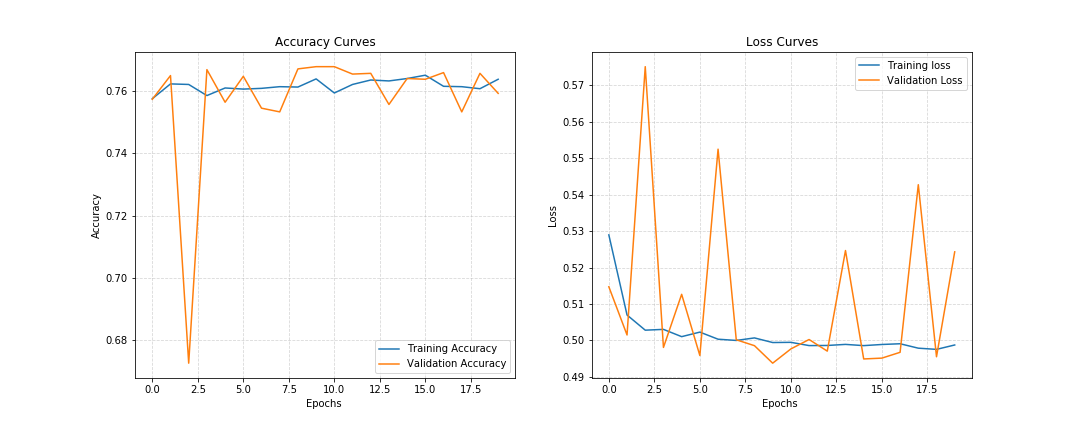 Accuracy Curves
0.76
0.74
0.72
0.70
0.68
Accuracy
0.0 2.5 5.0 7.5 10.0 12.5 15.0 17.5
Epochs
Training Accuracy
Validation Accuracy
Loss Curves
0.57
0.56
0.55
0.54
0.53
0.52
0.51
0.50
0.49
Loss
0.0 2.5 5.0 7.5 10.0 12.5 15.0 17.5
Epochs
Training loss
Validation Loss